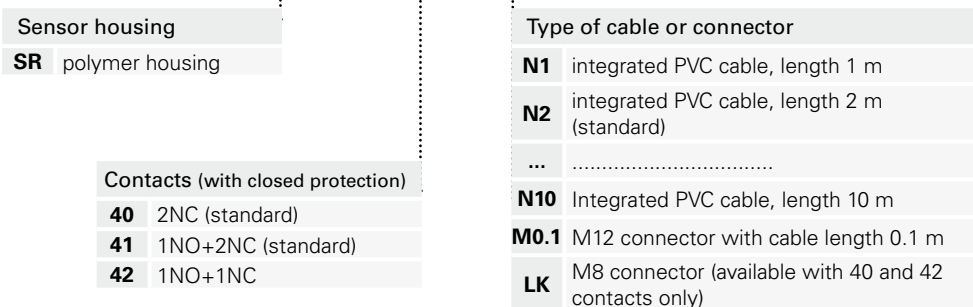 Sensor housing
SR polymer housing
Contacts (with closed protection)
40 2NC (standard)
41 1NO+2NC (standard)
42 1NO+1NC
Type of cable or connector
N1 integrated PVC cable, length 1 m
N2 integrated PVC cable, length 2 m
(standard)
... .................................
N10 Integrated PVC cable, length 10 m
M0.1 M12 connector with cable length 0.1 m
LK M8 connector (available with 40 and 42
contacts only)